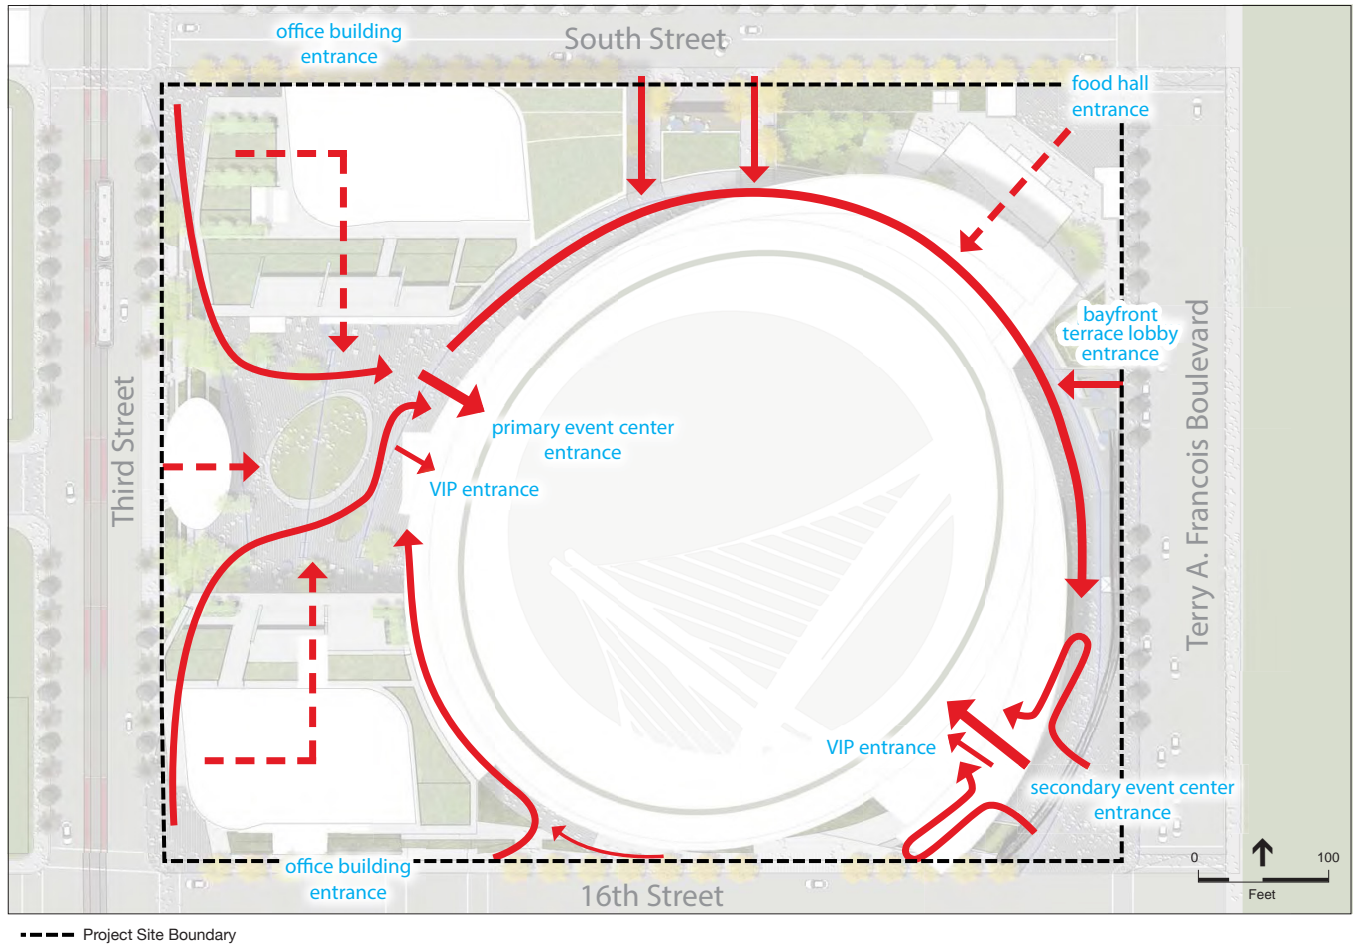 office building
entrance
South Street
food hall
entrance
bayfront
terrace lobby
entrance
Third Street
Terry A. Francois Boulevard
primary event center
entrance
VIP entrance
VIP entrance
secondary event center
entrance
office building
entrance
16th Street
0
100
Feet
Project Site Boundary